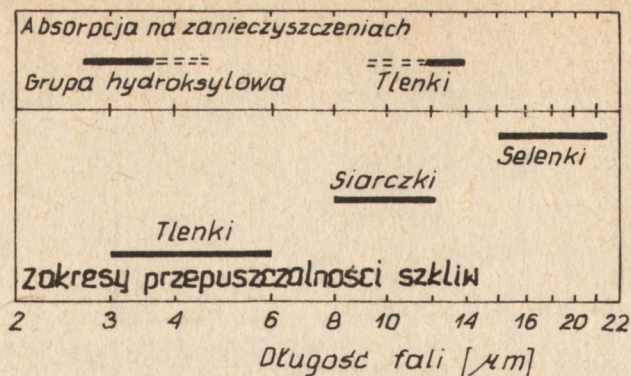 Absorpcja na zanieczyszczeniach
Grupa hydroksylowa Tlenki
Selenki
Siarczki
Tlenki
Zakresy przepuszczalności szkliw
2 3 4 6 8 10 14 16 20 22
Długość fali [μm]